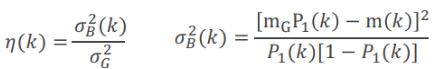 η(k) = σ_B^2(k) / σ_G^2    σ_B^2(k) = [m_G P_1(k) − m(k)]^2 / P_1(k)[1 − P_1(k)]